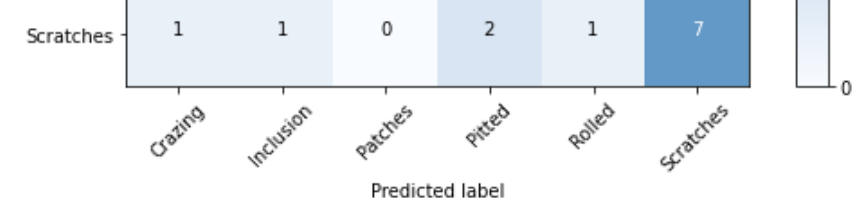 Scratches 1 1 0 2 1 7
0
Crazing Inclusion Patches Pitted Rolled Scratches
Predicted label